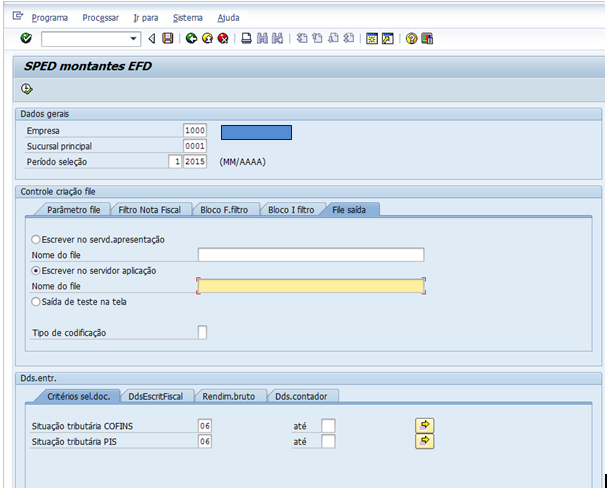 Programa Processar Ir para Sistema Ajuda
SPED montantes EFD
Dados gerais
Empresa 1000
Sucursal principal 0001
Período seleção 1 2015 (MM/AAAA)
Controle criação file
Parâmetro file Filtro Nota Fiscal Bloco F.filtro Bloco I filtro File saída
Escrever no servd.apresentação
Nome do file
Escrever no servidor aplicação
Nome do file
Saída de teste na tela
Tipo de codificação
Dds.entr.
Critérios sel.doc. DdsEscritFiscal Rendim.bruto Dds.contador
Situação tributária COFINS 06 até
Situação tributária PIS 06 até